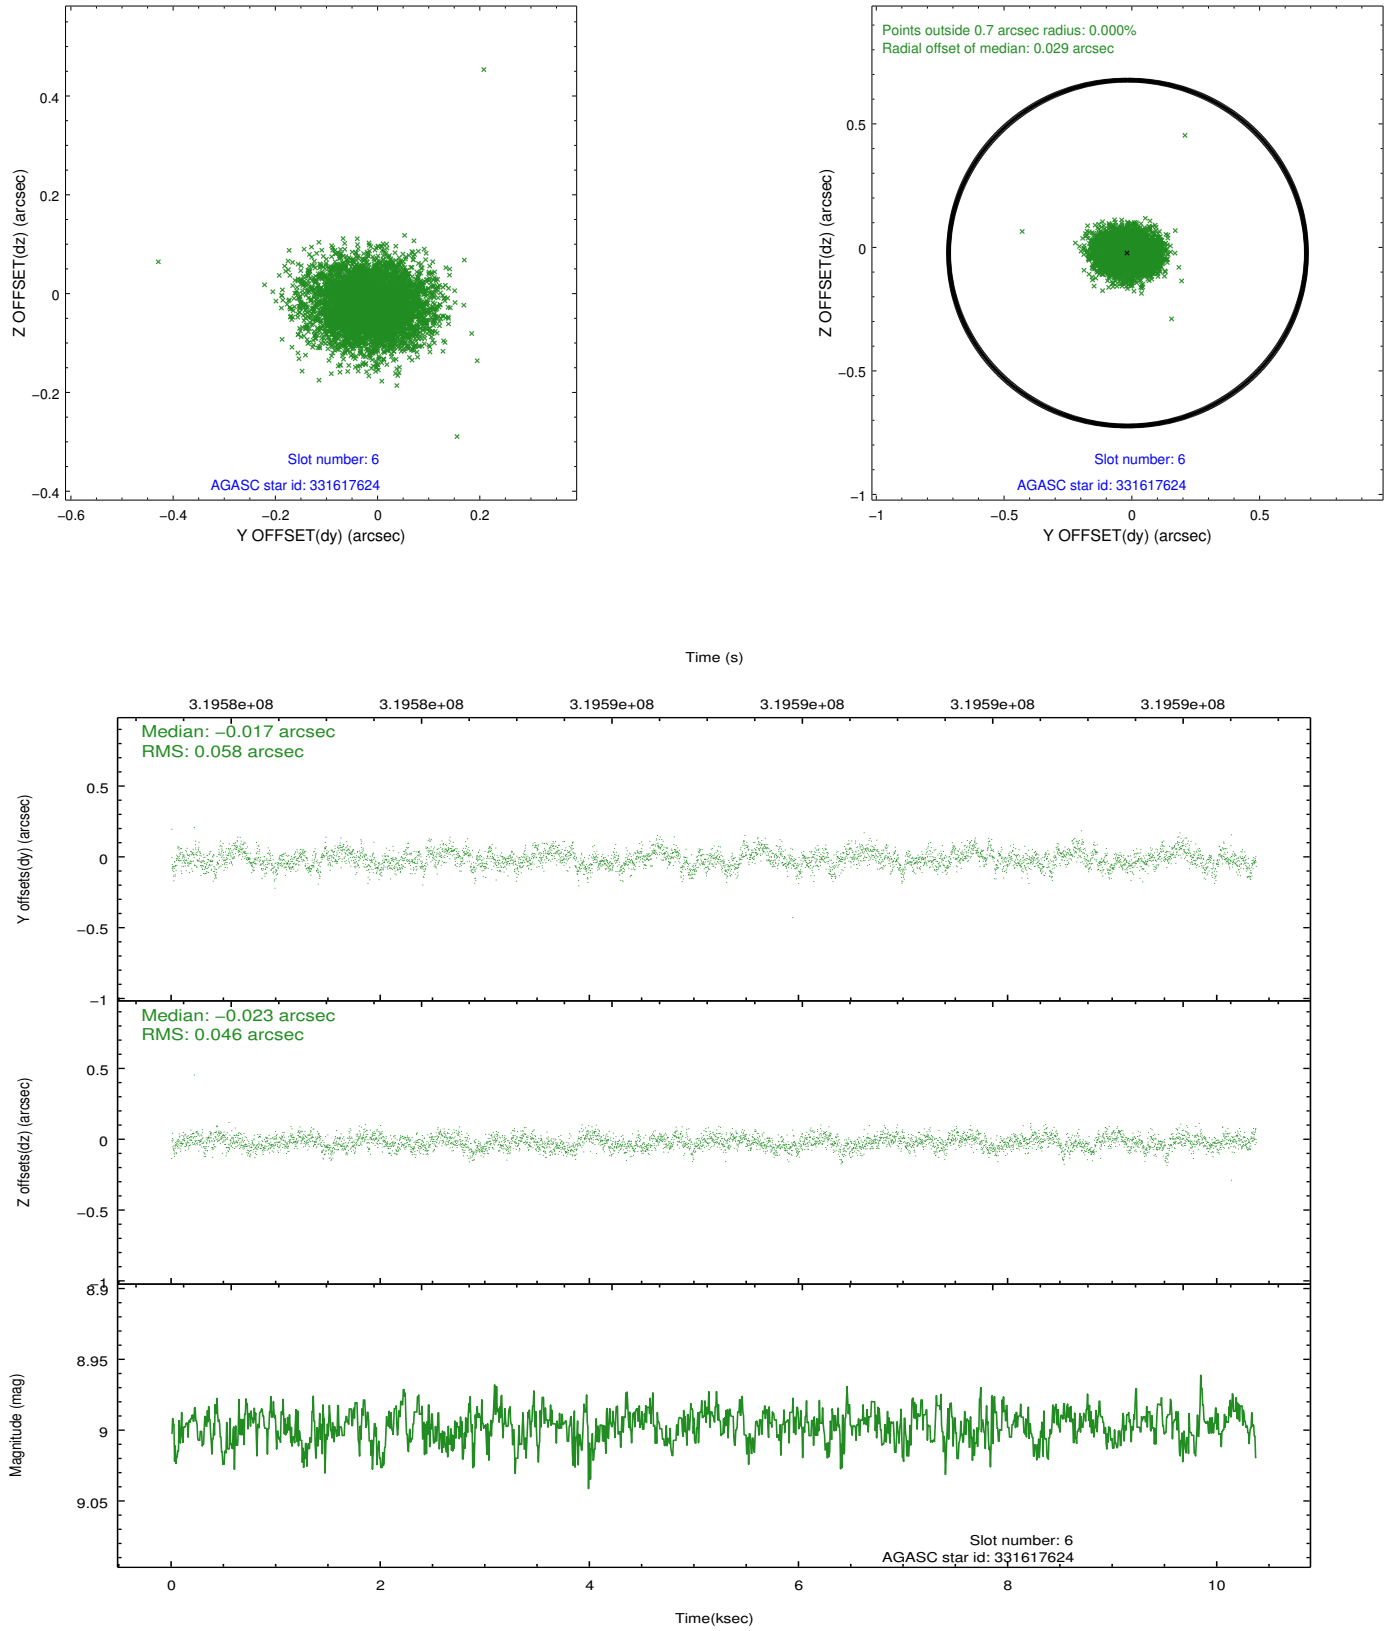 0.4
0.2
0
−0.2
−0.4
Z OFFSET(dz) (arcsec)
Slot number: 6
AGASC star id: 331617624
−0.6 −0.4 −0.2 0 0.2
Y OFFSET(dy) (arcsec)
Points outside 0.7 arcsec radius: 0.000%
Radial offset of median: 0.029 arcsec
0.5
0
−0.5
−1
Z OFFSET(dz) (arcsec)
Slot number: 6
AGASC star id: 331617624
−1 −0.5 0 0.5
Y OFFSET(dy) (arcsec)
Time (s)
3.1958e+08 3.1958e+08 3.1959e+08 3.1959e+08 3.1959e+08 3.1959e+08
Median: −0.017 arcsec
RMS: 0.058 arcsec
0.5
0
−0.5
−1
Y offsets(dy) (arcsec)
Median: −0.023 arcsec
RMS: 0.046 arcsec
0.5
0
−0.5
−1
Z offsets(dz) (arcsec)
8.9
8.95
9
9.05
Magnitude (mag)
Slot number: 6
AGASC star id: 331617624
0 2 4 6 8 10
Time(ksec)